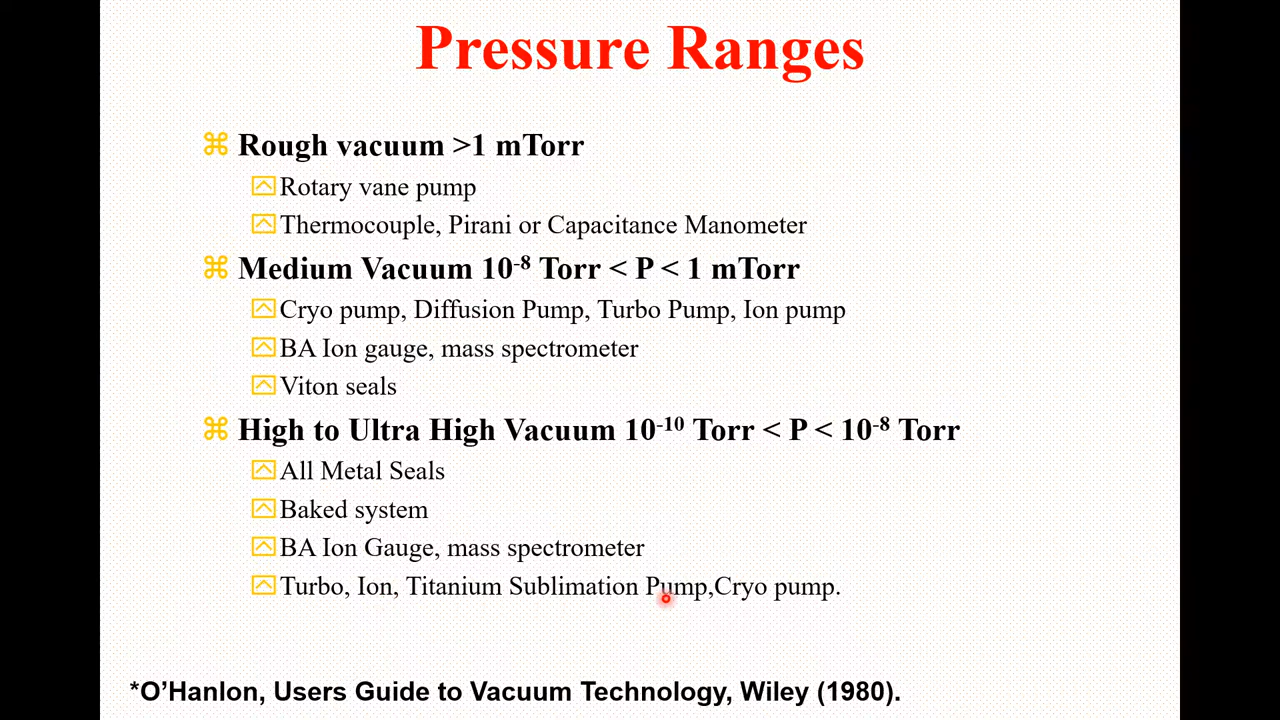 Pressure Ranges
Rough vacuum >1 mTorr
Rotary vane pump
Thermocouple, Pirani or Capacitance Manometer
Medium Vacuum 10⁻⁸ Torr < P < 1 mTorr
Cryo pump, Diffusion Pump, Turbo Pump, Ion pump
BA Ion gauge, mass spectrometer
Viton seals
High to Ultra High Vacuum 10⁻¹⁰ Torr < P < 10⁻⁸ Torr
All Metal Seals
Baked system
BA Ion Gauge, mass spectrometer
Turbo, Ion, Titanium Sublimation Pump,Cryo pump.
*O’Hanlon, Users Guide to Vacuum Technology, Wiley (1980).